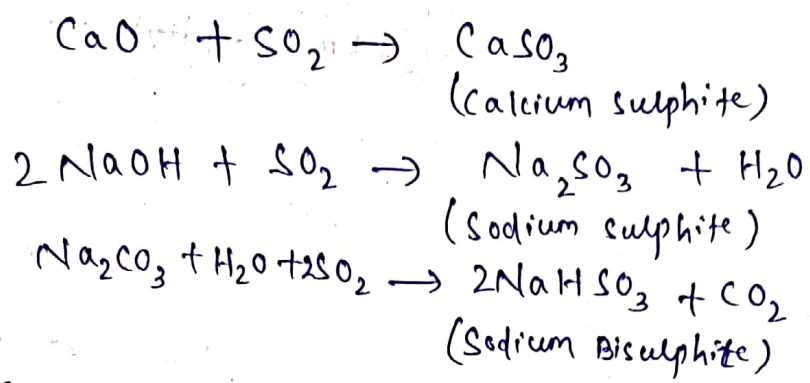 CaO + SO₂ → CaSO₃
(Calcium sulphite)
2 NaOH + SO₂ → Na₂SO₃ + H₂O
(Sodium sulphite)
Na₂CO₃ + H₂O + 2SO₂ → 2NaHSO₃ + CO₂
(Sodium Bisulphite)